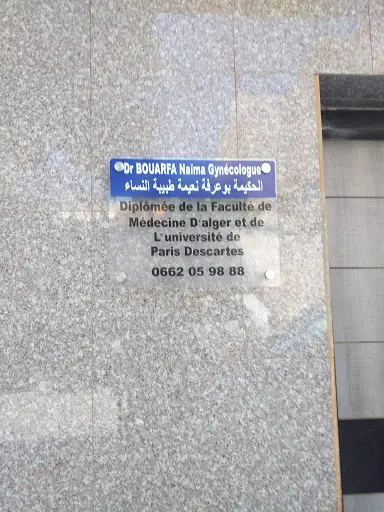 Dr BOUARFA Naïma Gynécologue
الحكيمة بوعرفة نعيمة طبيبة النساء
Diplômée de la Faculté de
Médecine D'alger et de
L'université de
Paris Descartes
0662 05 98 88